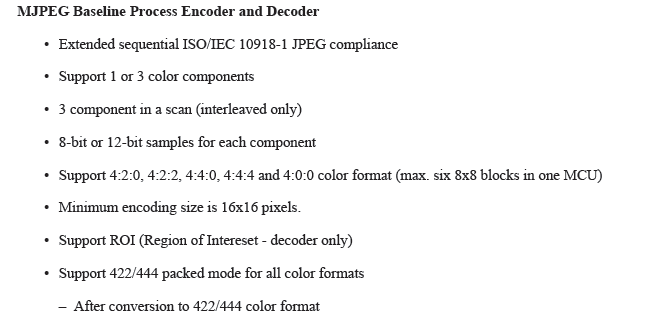 MJPEG Baseline Process Encoder and Decoder
• Extended sequential ISO/IEC 10918-1 JPEG compliance
• Support 1 or 3 color components
• 3 component in a scan (interleaved only)
• 8-bit or 12-bit samples for each component
• Support 4:2:0, 4:2:2, 4:4:0, 4:4:4 and 4:0:0 color format (max. six 8x8 blocks in one MCU)
• Minimum encoding size is 16x16 pixels.
• Support ROI (Region of Intereset - decoder only)
• Support 422/444 packed mode for all color formats
– After conversion to 422/444 color format